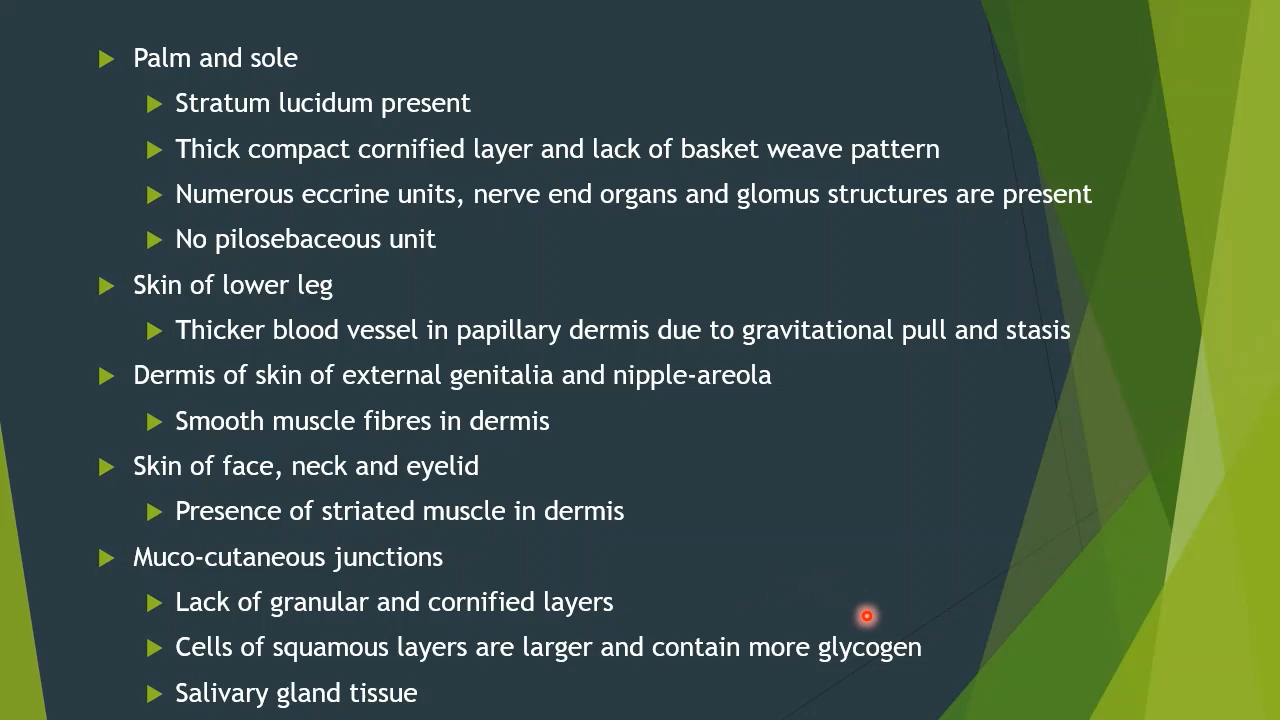 Palm and sole
Stratum lucidum present
Thick compact cornified layer and lack of basket weave pattern
Numerous eccrine units, nerve end organs and glomus structures are present
No pilosebaceous unit
Skin of lower leg
Thicker blood vessel in papillary dermis due to gravitational pull and stasis
Dermis of skin of external genitalia and nipple-areola
Smooth muscle fibres in dermis
Skin of face, neck and eyelid
Presence of striated muscle in dermis
Muco-cutaneous junctions
Lack of granular and cornified layers
Cells of squamous layers are larger and contain more glycogen
Salivary gland tissue